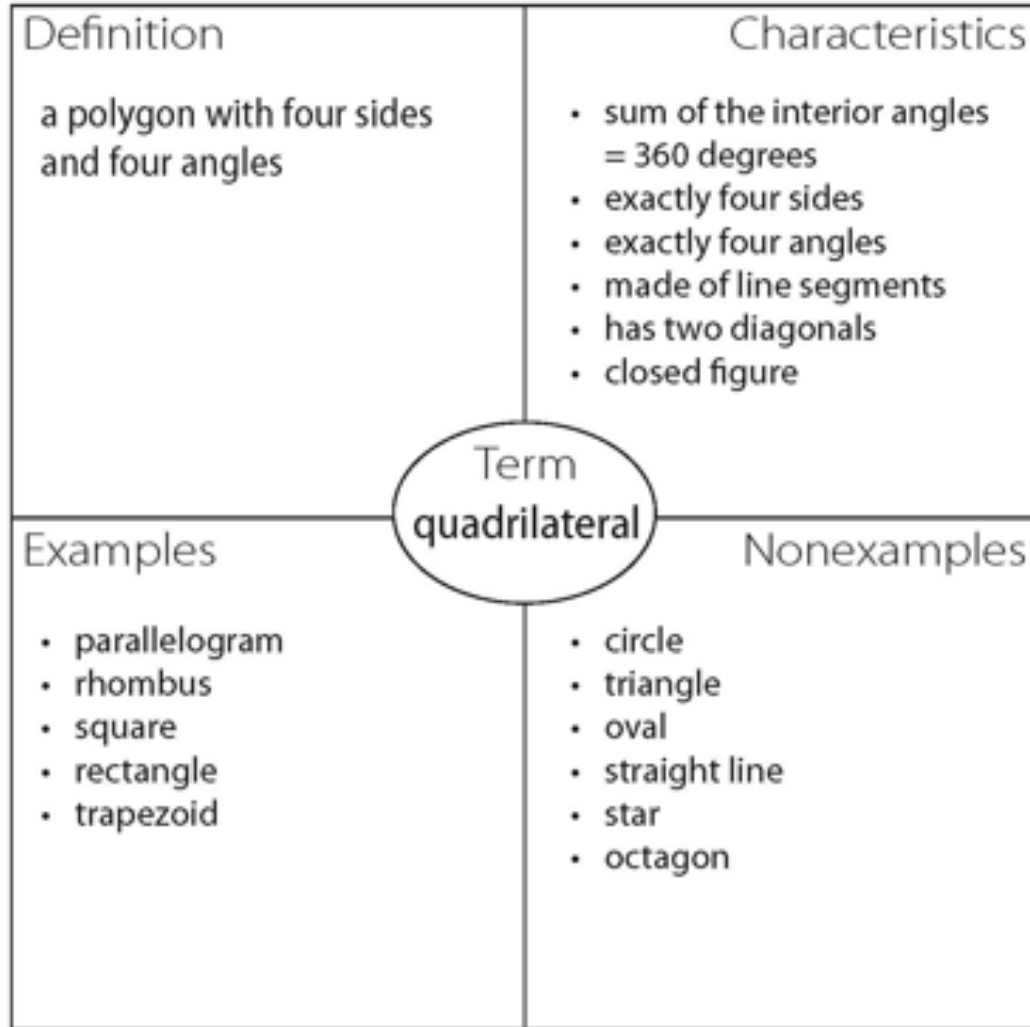 Definition
a polygon with four sides
and four angles
Characteristics
• sum of the interior angles
= 360 degrees
• exactly four sides
• exactly four angles
• made of line segments
• has two diagonals
• closed figure
Term
quadrilateral
Examples
• parallelogram
• rhombus
• square
• rectangle
• trapezoid
Nonexamples
• circle
• triangle
• oval
• straight line
• star
• octagon